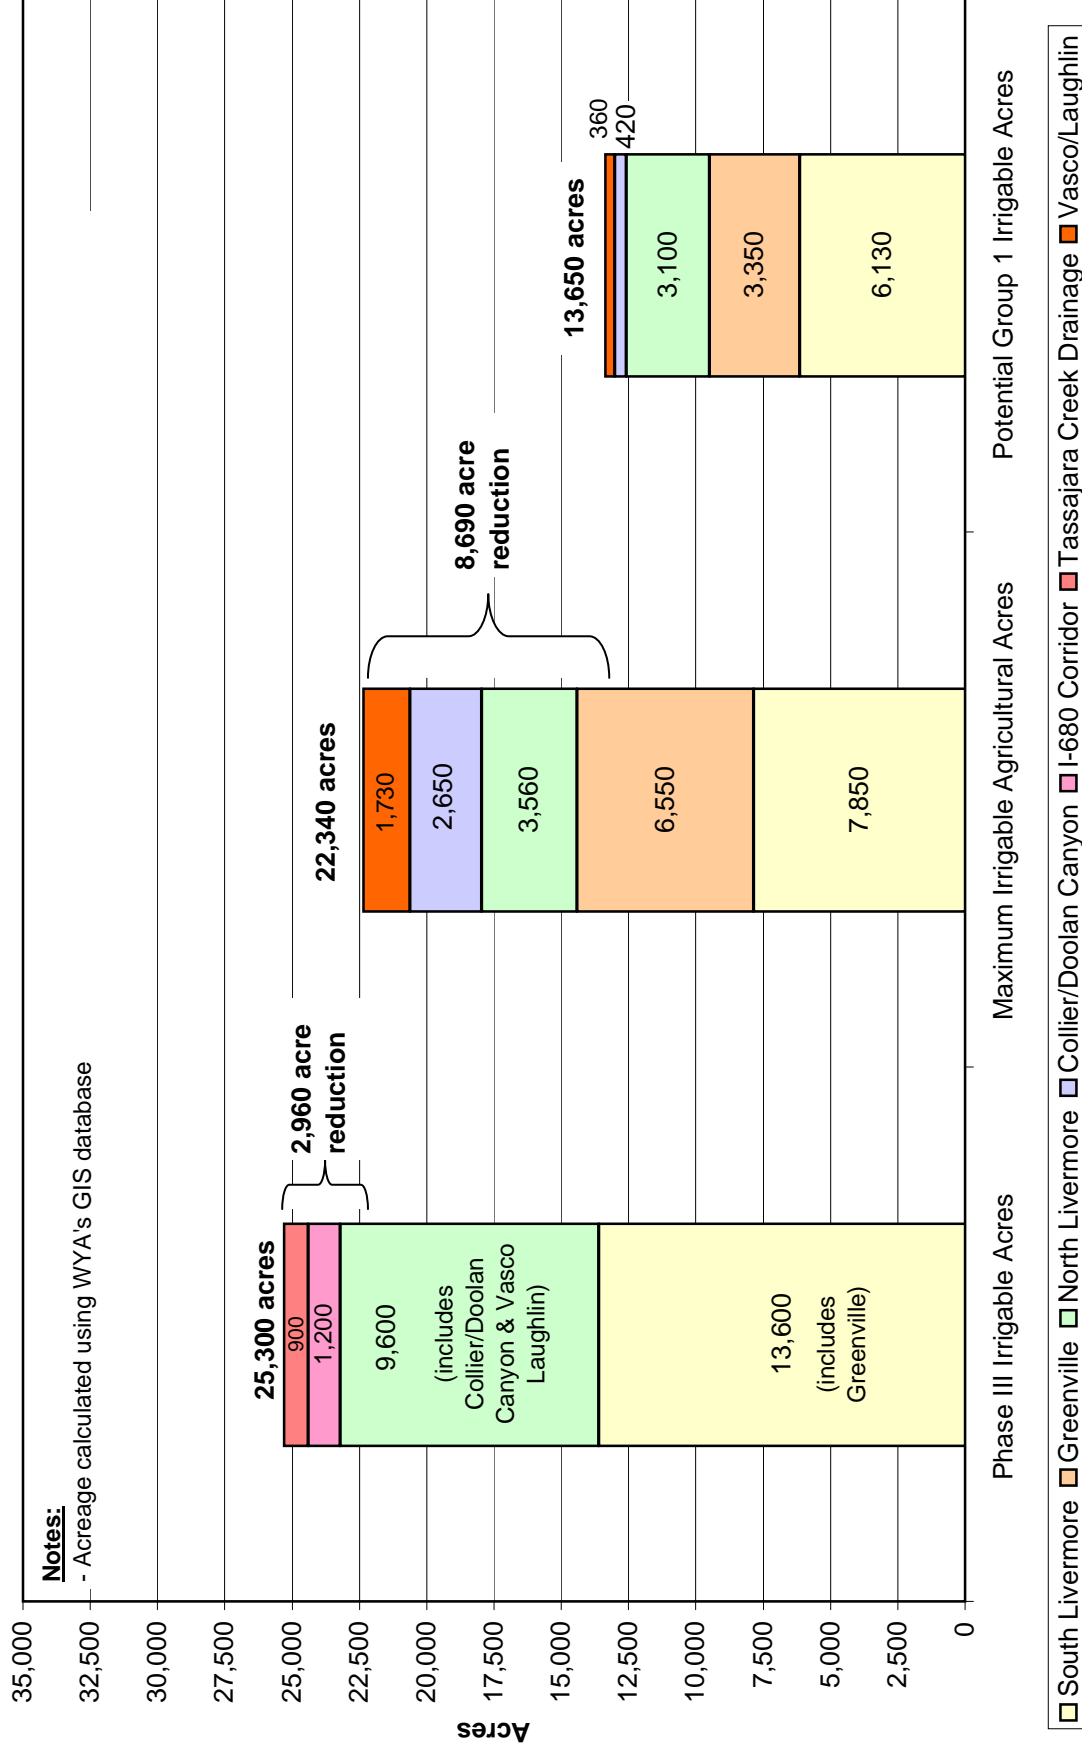 Notes:
- Acreage calculated using WYA's GIS database
Acres
35,000
32,500
30,000
27,500
25,000
22,500
20,000
17,500
15,000
12,500
10,000
7,500
5,000
2,500
0
25,300 acres
900
1,200
9,600
(includes
Collier/Doolan
Canyon & Vasco
Laughlin)
13,600
(includes
Greenville)
2,960 acre
reduction
22,340 acres
1,730
2,650
3,560
6,550
7,850
8,690 acre
reduction
13,650 acres
360
420
3,100
3,350
6,130
Phase III Irrigable Acres
Maximum Irrigable Agricultural Acres
Potential Group 1 Irrigable Acres
South Livermore Greenville North Livermore Collier/Doolan Canyon I-680 Corridor Tassajara Creek Drainage Vasco/Laughlin